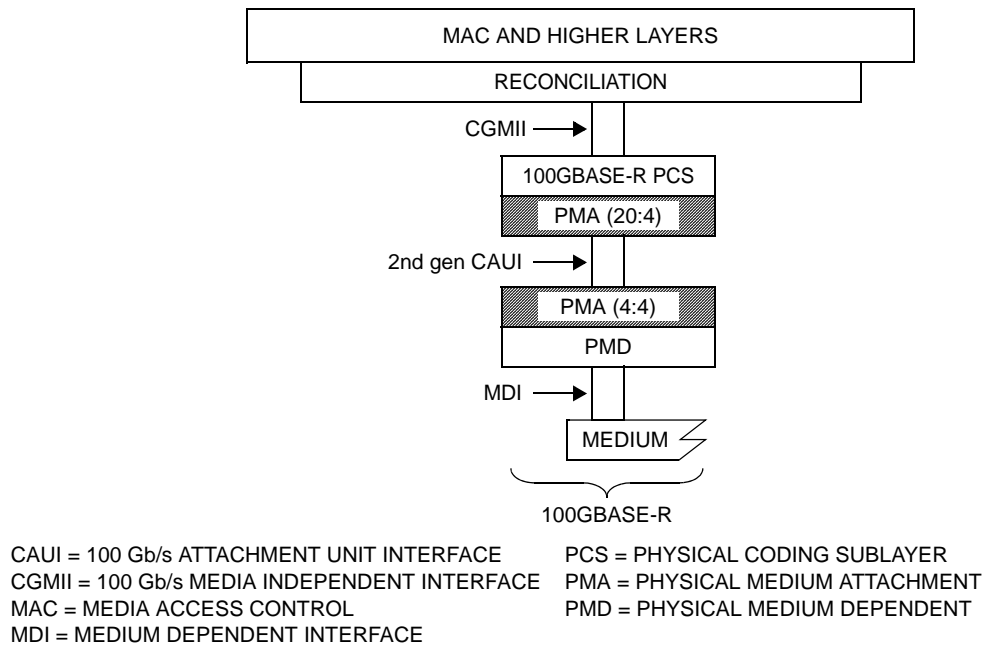 MAC AND HIGHER LAYERS
RECONCILIATION
CGMII
100GBASE-R PCS
PMA (20:4)
2nd gen CAUI
PMA (4:4)
PMD
MDI
MEDIUM
100GBASE-R
CAUI = 100 Gb/s ATTACHMENT UNIT INTERFACE
CGMII = 100 Gb/s MEDIA INDEPENDENT INTERFACE
MAC = MEDIA ACCESS CONTROL
MDI = MEDIUM DEPENDENT INTERFACE
PCS = PHYSICAL CODING SUBLAYER
PMA = PHYSICAL MEDIUM ATTACHMENT
PMD = PHYSICAL MEDIUM DEPENDENT